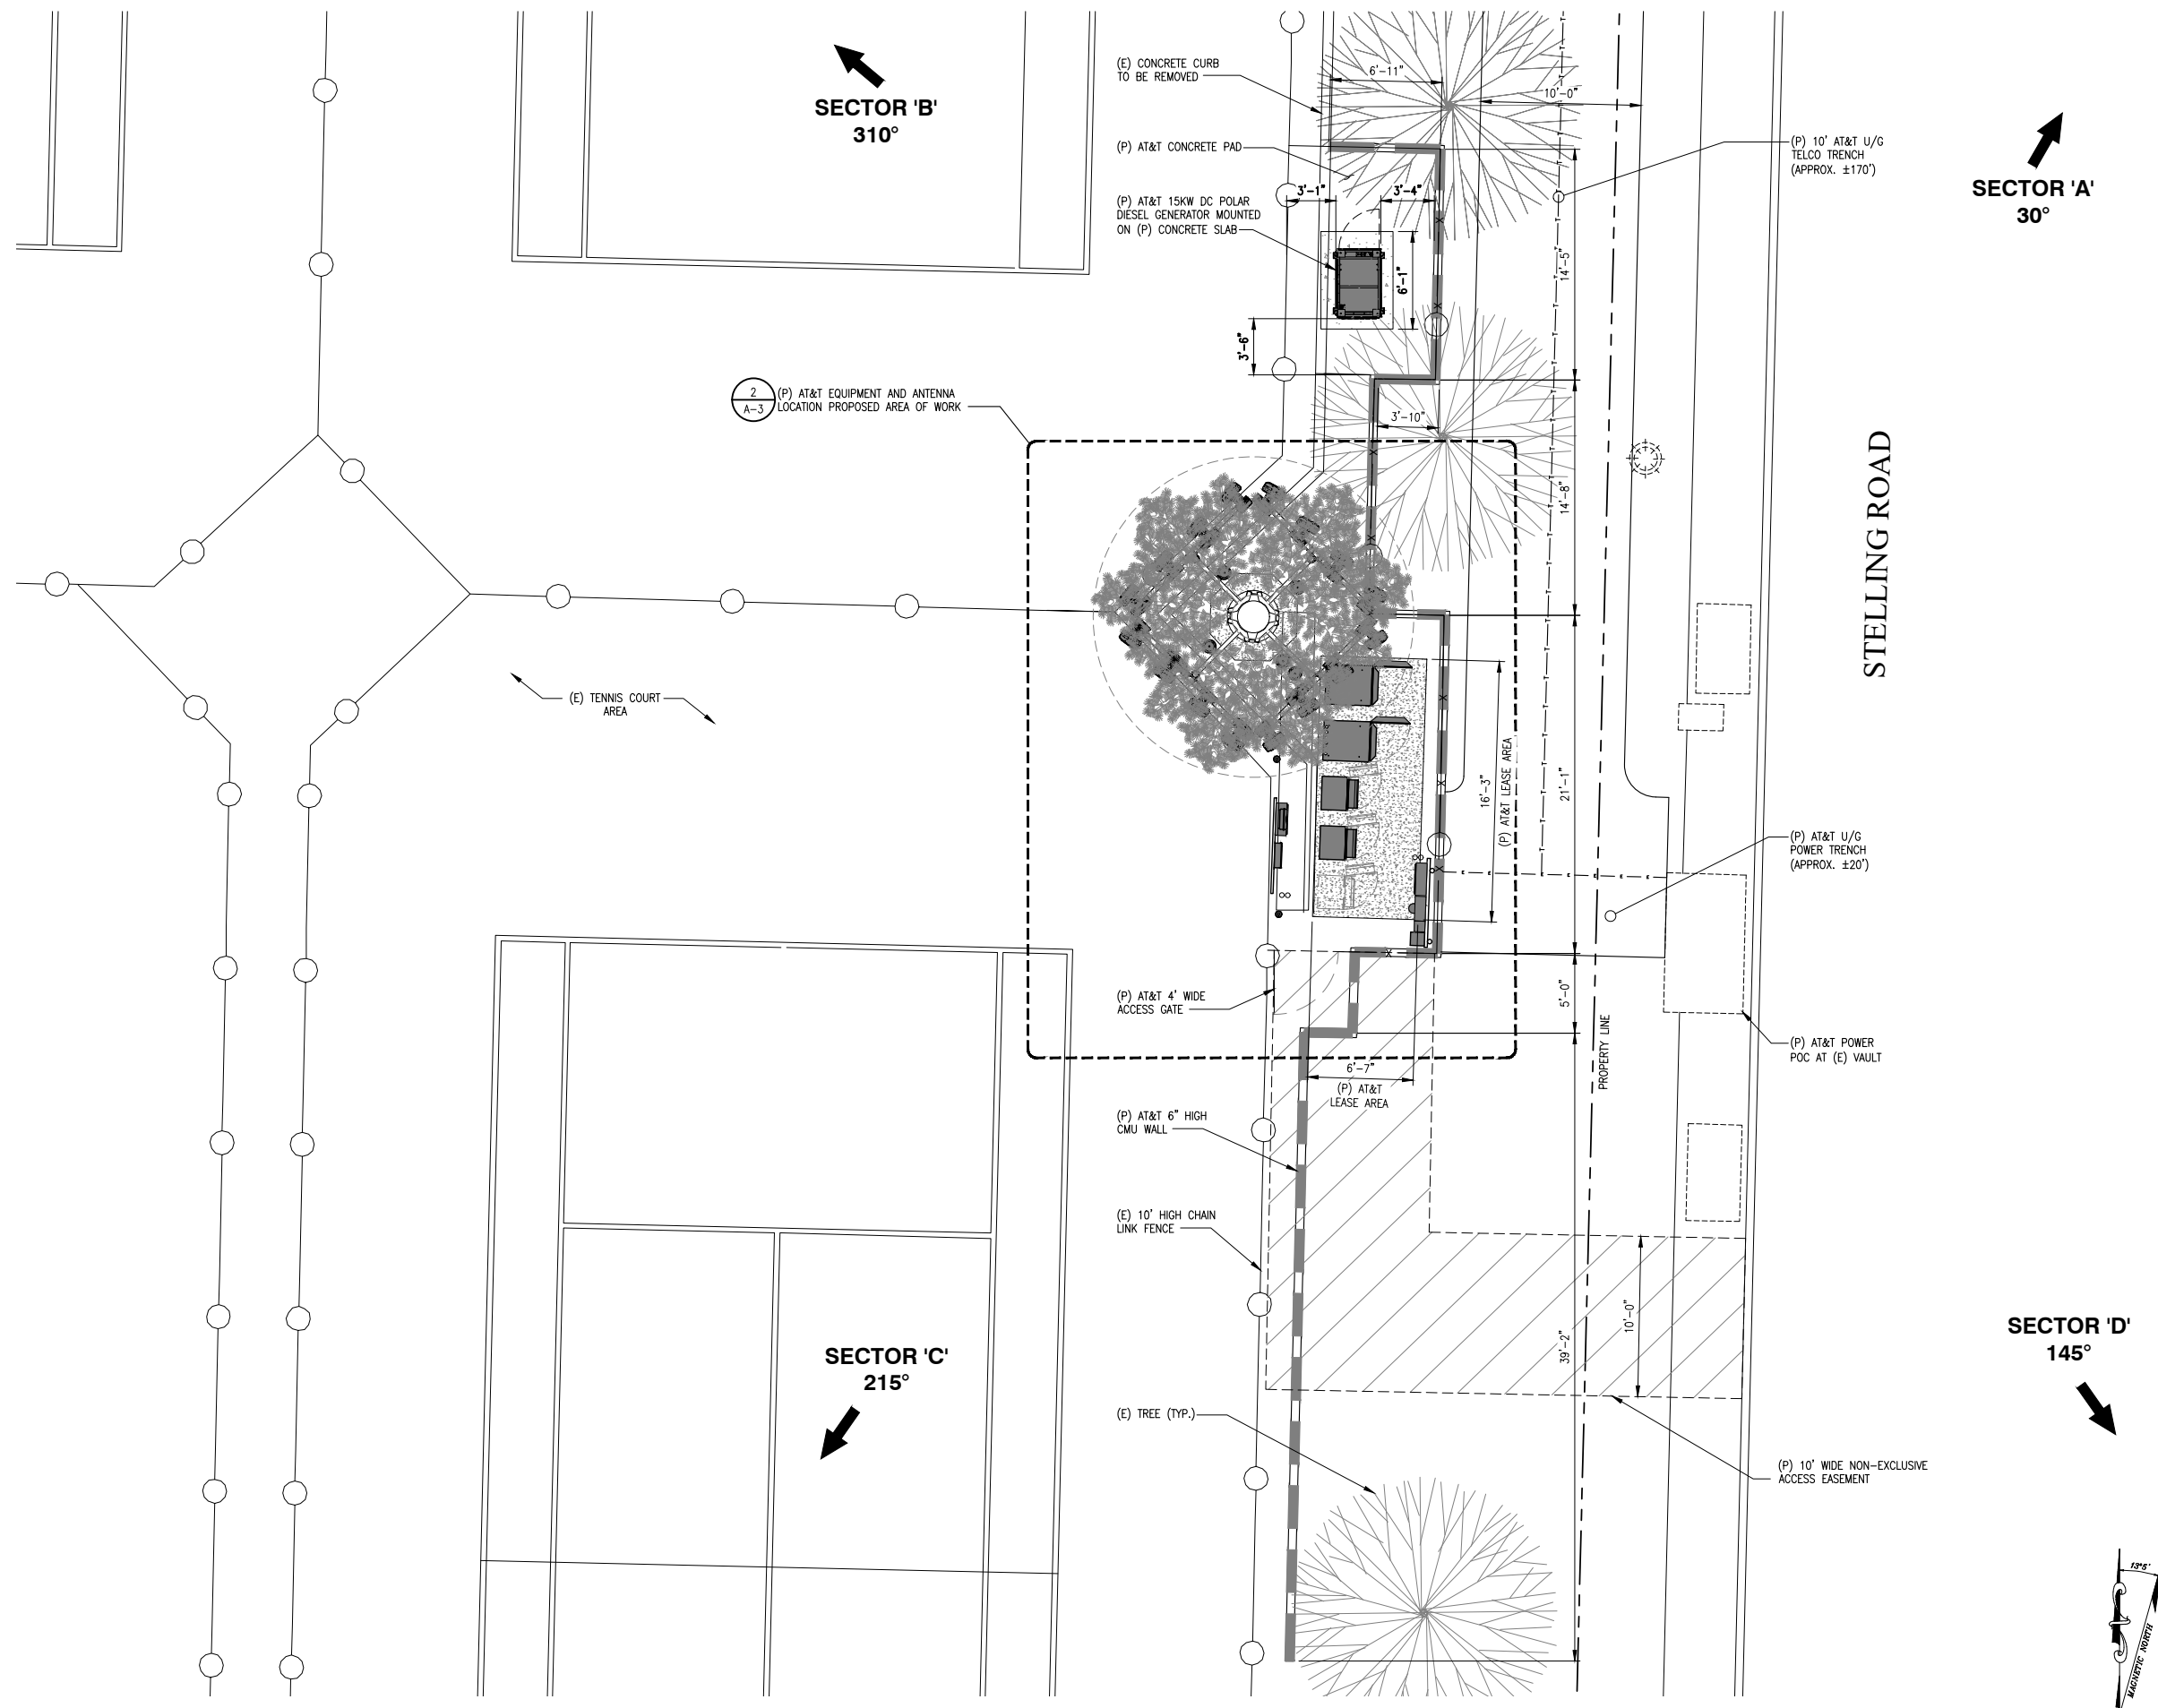 (E) CONCRETE CURB
TO BE REMOVED
6'-11"
10'-0"
SECTOR 'B'
310°
(P) AT&T CONCRETE PAD
(P) 10' AT&T U/G
TELCO TRENCH
(APPROX. ±170')
SECTOR 'A'
30°
(P) AT&T 15KW DC POLAR
DIESEL GENERATOR MOUNTED
ON (P) CONCRETE SLAB
3'-1"
3'-4"
6'-1"
14'-5"
3'-6"
2
A-3
(P) AT&T EQUIPMENT AND ANTENNA
LOCATION PROPOSED AREA OF WORK
3'-10"
14'-8"
STELLING ROAD
(E) TENNIS COURT
AREA
16'-3"
(P) AT&T LEASE AREA
21'-1"
(P) AT&T U/G
POWER TRENCH
(APPROX. ±20')
(P) AT&T 4' WIDE
ACCESS GATE
5'-0"
PROPERTY LINE
(P) AT&T POWER
POC AT (E) VAULT
6'-7"
(P) AT&T
LEASE AREA
(P) AT&T 6" HIGH
CMU WALL
(E) 10' HIGH CHAIN
LINK FENCE
10'-0"
39'-2"
SECTOR 'C'
215°
SECTOR 'D'
145°
(E) TREE (TYP.)
(P) 10' WIDE NON-EXCLUSIVE
ACCESS EASEMENT
13°5'
MAGNETIC NORTH